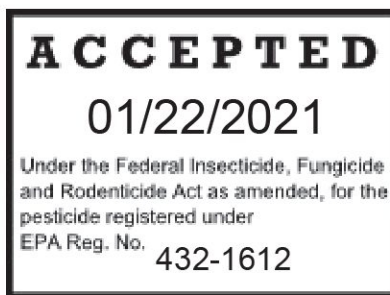 ACCEPTED
01/22/2021
Under the Federal Insecticide, Fungicide
and Rodenticide Act as amended, for the
pesticide registered under
EPA Reg. No. 432-1612